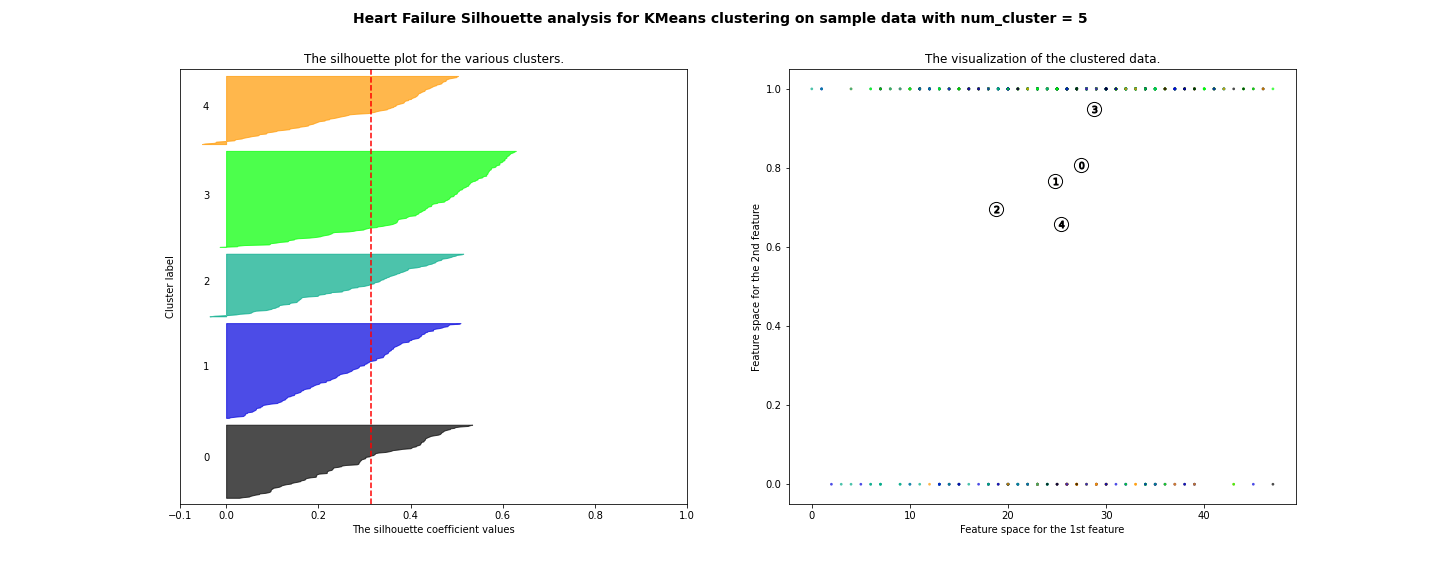 Heart Failure Silhouette analysis for KMeans clustering on sample data with num_cluster = 5
The silhouette plot for the various clusters.
Cluster label
4
3
2
1
0
−0.1 0.0 0.2 0.4 0.6 0.8 1.0
The silhouette coefficient values
The visualization of the clustered data.
Feature space for the 2nd feature
1.0
0.8
0.6
0.4
0.2
0.0
3
0
1
2
4
0 10 20 30 40
Feature space for the 1st feature